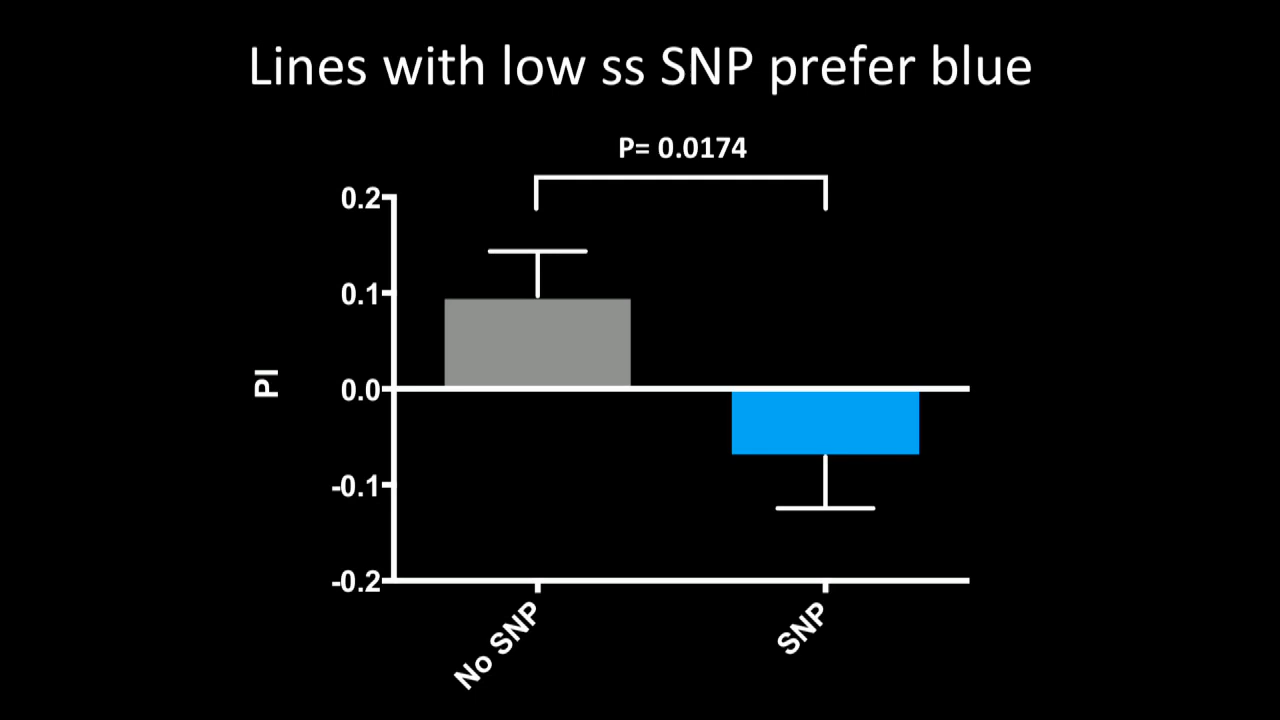 Lines with low ss SNP prefer blue
P= 0.0174
0.2
0.1
0.0
-0.1
-0.2
PI
No SNP
SNP